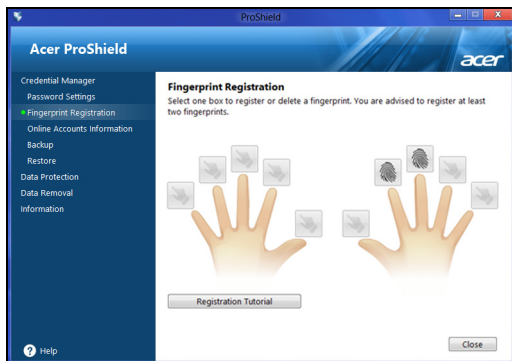 ProShield
Acer ProShield
acer
Credential Manager
Password Settings
Fingerprint Registration
Online Accounts Information
Backup
Restore
Data Protection
Data Removal
Information
Fingerprint Registration
Select one box to register or delete a fingerprint. You are advised to register at least
two fingerprints.
Registration Tutorial
? Help
Close